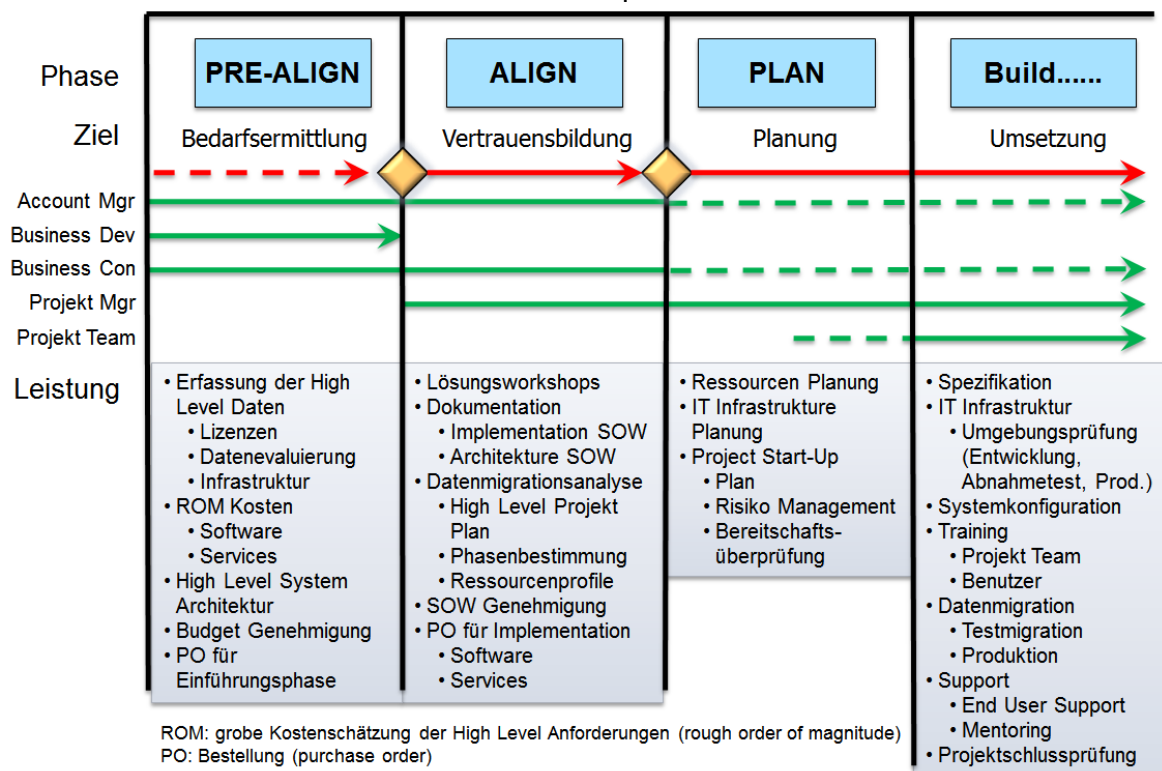 Phase
PRE-ALIGN
ALIGN
PLAN
Build......
Ziel
Bedarfsermittlung
Vertrauensbildung
Planung
Umsetzung
Account Mgr
Business Dev
Business Con
Projekt Mgr
Projekt Team
Leistung
• Erfassung der High
Level Daten
• Lizenzen
• Datenevaluierung
• Infrastruktur
• ROM Kosten
• Software
• Services
• High Level System
Architektur
• Budget Genehmigung
• PO für
Einführungsphase
• Lösungsworkshops
• Dokumentation
• Implementation SOW
• Architekture SOW
• Datenmigrationsanalyse
• High Level Projekt
Plan
• Phasenbestimmung
• Ressourcenprofile
• SOW Genehmigung
• PO für Implementation
• Software
• Services
• Ressourcen Planung
• IT Infrastrukture
Planung
• Project Start-Up
• Plan
• Risiko Management
• Bereitschafts-
überprüfung
• Spezifikation
• IT Infrastruktur
• Umgebungsprüfung
(Entwicklung,
Abnahmetest, Prod.)
• Systemkonfiguration
• Training
• Projekt Team
• Benutzer
• Datenmigration
• Testmigration
• Produktion
• Support
• End User Support
• Mentoring
• Projektschlussprüfung
ROM: grobe Kostenschätzung der High Level Anforderungen (rough order of magnitude)
PO: Bestellung (purchase order)